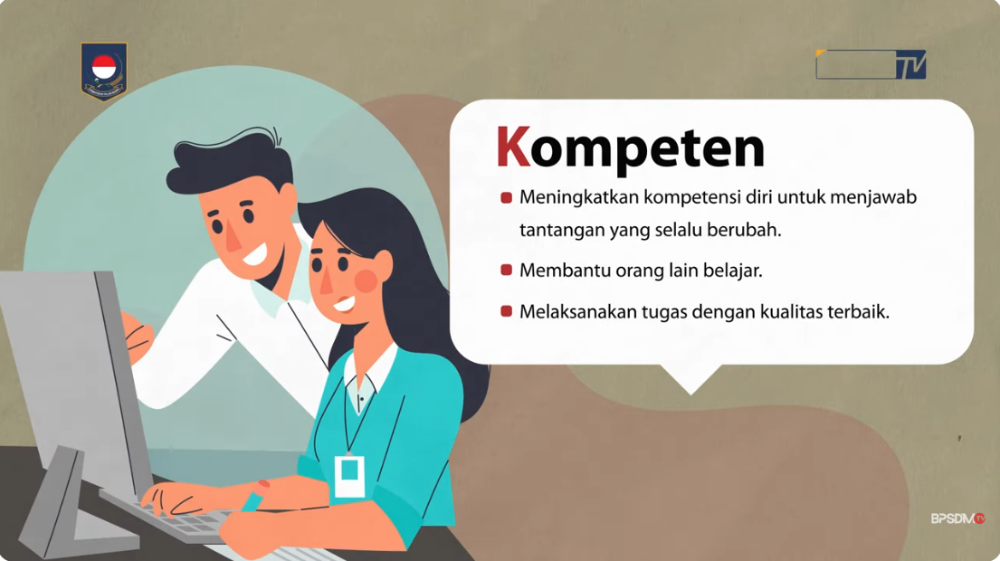 TV
Kompeten
Meningkatkan kompetensi diri untuk menjawab
tantangan yang selalu berubah.
Membantu orang lain belajar.
Melaksanakan tugas dengan kualitas terbaik.
BPSDM TV